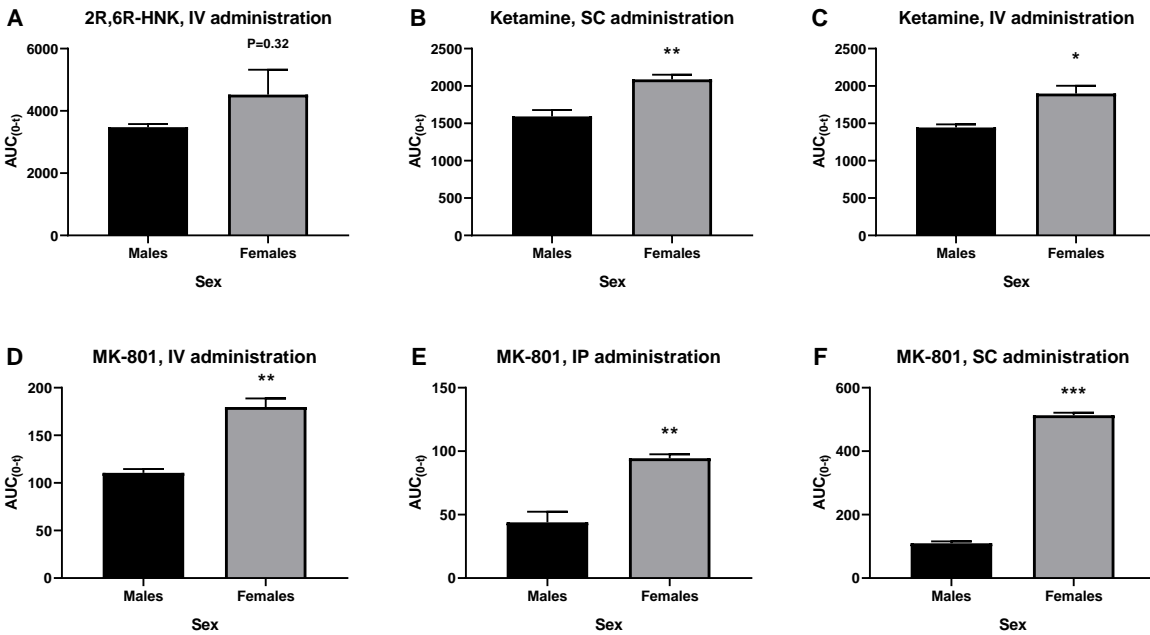 A 2R,6R-HNK, IV administration
P=0.32
6000
4000
2000
0
AUC(0-t)
Males Females
Sex
B Ketamine, SC administration
**
2500
2000
1500
1000
500
0
AUC(0-t)
Males Females
Sex
C Ketamine, IV administration
*
2500
2000
1500
1000
500
0
AUC(0-t)
Males Females
Sex
D MK-801, IV administration
**
200
150
100
50
0
AUC(0-t)
Males Females
Sex
E MK-801, IP administration
**
150
100
50
0
AUC(0-t)
Males Females
Sex
F MK-801, SC administration
***
600
400
200
0
AUC(0-t)
Males Females
Sex